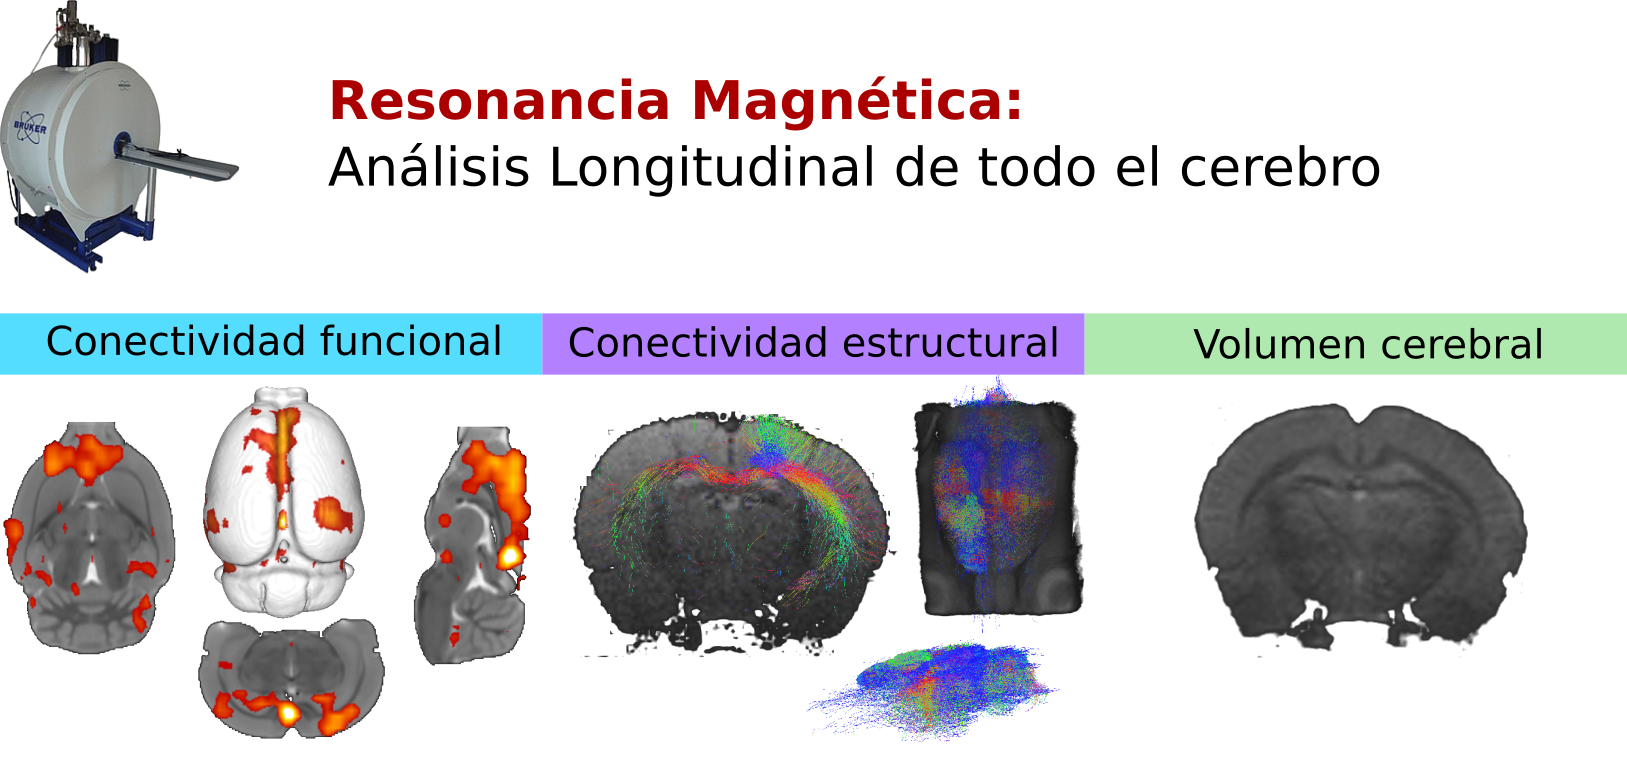 BRUKER
Resonancia Magnética:
Análisis Longitudinal de todo el cerebro
Conectividad funcional
Conectividad estructural
Volumen cerebral